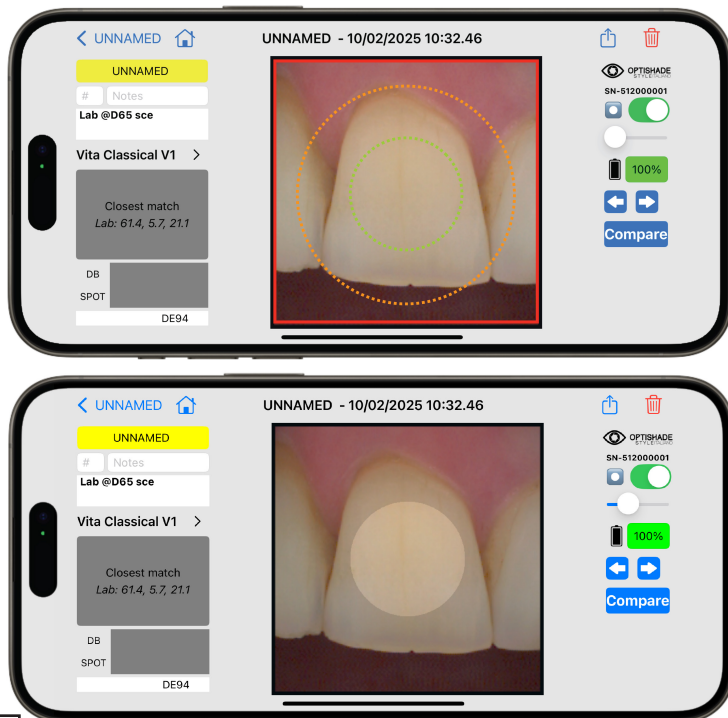 UNNAMED
UNNAMED - 10/02/2025 10:32.46
UNNAMED
# Notes
Lab @D65 sce
Vita Classical V1
Closest match
Lab: 61.4, 5.7, 21.1
DB
SPOT
DE94
OPTISHADE
STYLEITALIANO
SN-512000001
100%
Compare
UNNAMED
UNNAMED - 10/02/2025 10:32.46
UNNAMED
# Notes
Lab @D65 sce
Vita Classical V1
Closest match
Lab: 61.4, 5.7, 21.1
DB
SPOT
DE94
OPTISHADE
STYLEITALIANO
SN-512000001
100%
Compare